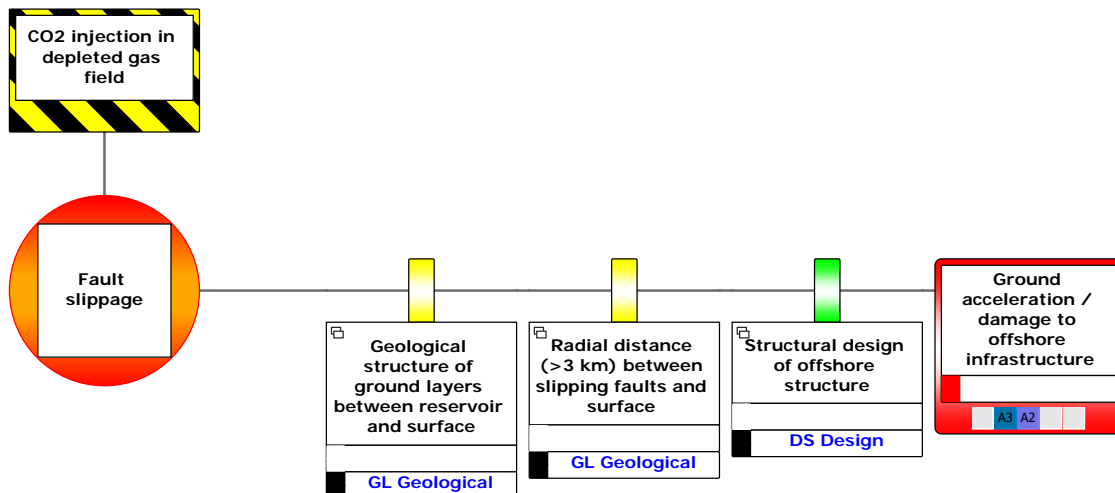 CO2 injection in
depleted gas
field
Fault
slippage
Geological
structure of
ground layers
between reservoir
and surface
GL Geological
Radial distance
(>3 km) between
slipping faults and
surface
GL Geological
Structural design
of offshore
structure
DS Design
Ground
acceleration /
damage to
offshore
infrastructure
A3 A2